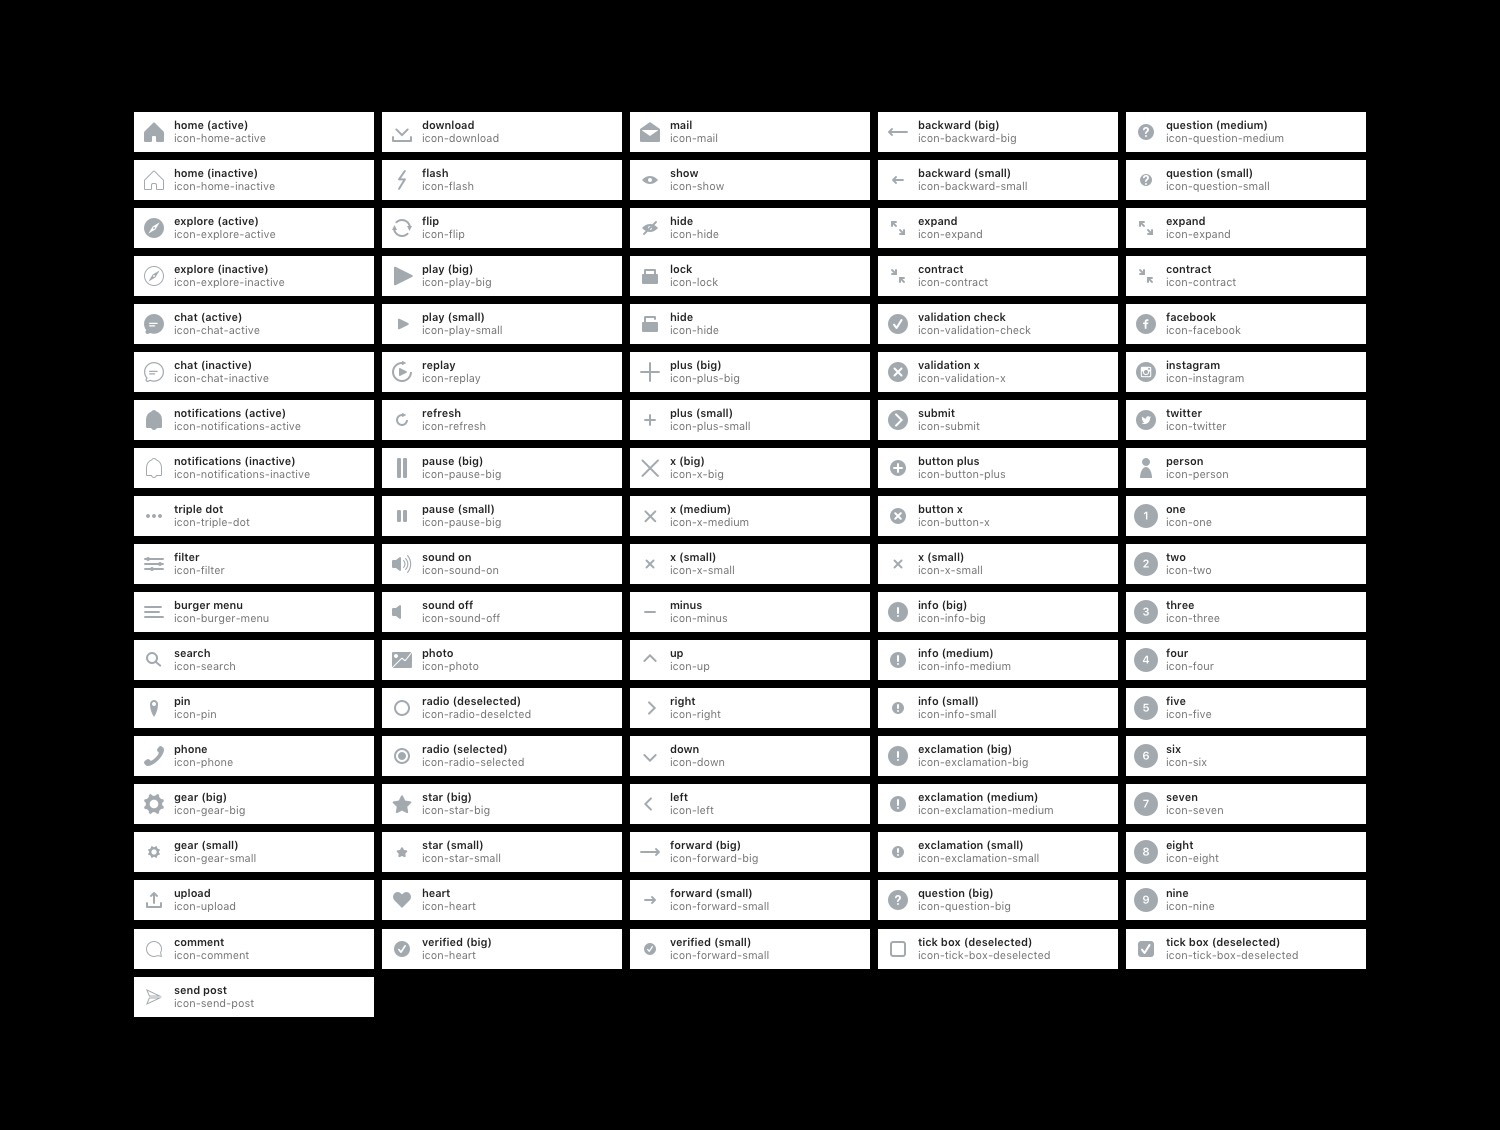 home (active)
icon-home-active
home (inactive)
icon-home-inactive
explore (active)
icon-explore-active
explore (inactive)
icon-explore-inactive
chat (active)
icon-chat-active
chat (inactive)
icon-chat-inactive
notifications (active)
icon-notifications-active
notifications (inactive)
icon-notifications-inactive
triple dot
icon-triple-dot
filter
icon-filter
burger menu
icon-burger-menu
search
icon-search
pin
icon-pin
phone
icon-phone
gear (big)
icon-gear-big
gear (small)
icon-gear-small
upload
icon-upload
comment
icon-comment
send post
icon-send-post
download
icon-download
flash
icon-flash
flip
icon-flip
play (big)
icon-play-big
play (small)
icon-play-small
replay
icon-replay
refresh
icon-refresh
pause (big)
icon-pause-big
pause (small)
icon-pause-big
sound on
icon-sound-on
sound off
icon-sound-off
photo
icon-photo
radio (deselected)
icon-radio-deselcted
radio (selected)
icon-radio-selected
star (big)
icon-star-big
star (small)
icon-star-small
heart
icon-heart
verified (big)
icon-heart
mail
icon-mail
show
icon-show
hide
icon-hide
lock
icon-lock
hide
icon-hide
plus (big)
icon-plus-big
plus (small)
icon-plus-small
x (big)
icon-x-big
x (medium)
icon-x-medium
x (small)
icon-x-small
minus
icon-minus
up
icon-up
right
icon-right
down
icon-down
left
icon-left
forward (big)
icon-forward-big
forward (small)
icon-forward-small
verified (small)
icon-forward-small
backward (big)
icon-backward-big
backward (small)
icon-backward-small
expand
icon-expand
contract
icon-contract
validation check
icon-validation-check
validation x
icon-validation-x
submit
icon-submit
button plus
icon-button-plus
button x
icon-button-x
x (small)
icon-x-small
info (big)
icon-info-big
info (medium)
icon-info-medium
info (small)
icon-info-small
exclamation (big)
icon-exclamation-big
exclamation (medium)
icon-exclamation-medium
exclamation (small)
icon-exclamation-small
question (big)
icon-question-big
tick box (deselected)
icon-tick-box-deselected
question (medium)
icon-question-medium
question (small)
icon-question-small
expand
icon-expand
contract
icon-contract
facebook
icon-facebook
instagram
icon-instagram
twitter
icon-twitter
person
icon-person
1
one
icon-one
2
two
icon-two
3
three
icon-three
4
four
icon-four
5
five
icon-five
6
six
icon-six
7
seven
icon-seven
8
eight
icon-eight
9
nine
icon-nine
tick box (deselected)
icon-tick-box-deselected